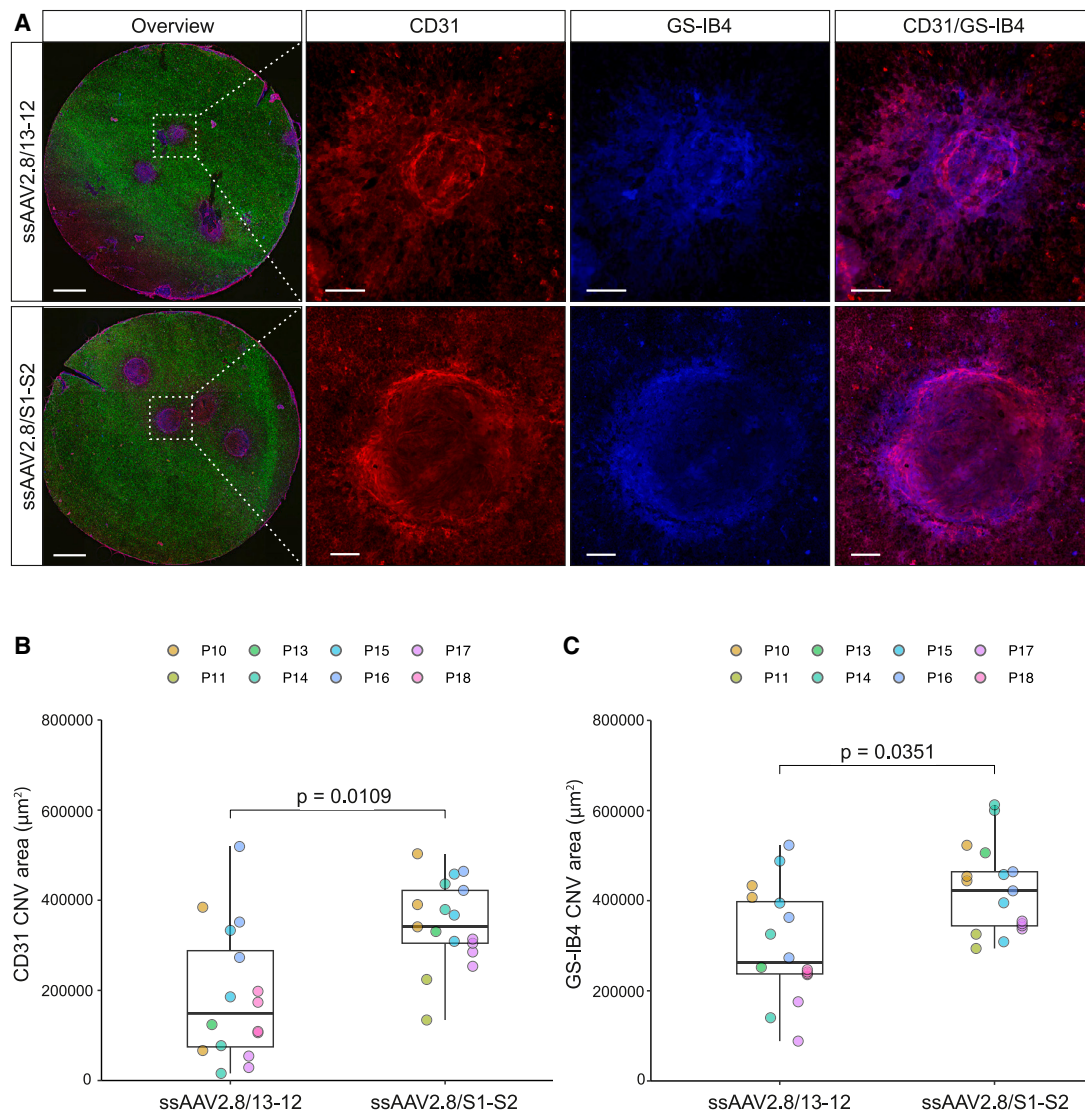 A
Overview
CD31
GS-IB4
CD31/GS-IB4
ssAAV2.8/13-12
ssAAV2.8/S1-S2
B
P10
P13
P15
P17
P11
P14
P16
P18
800000
600000
400000
200000
0
CD31 CNV area (µm²)
p = 0.0109
ssAAV2.8/13-12
ssAAV2.8/S1-S2
C
P10
P13
P15
P17
P11
P14
P16
P18
800000
600000
400000
200000
0
GS-IB4 CNV area (µm²)
p = 0.0351
ssAAV2.8/13-12
ssAAV2.8/S1-S2